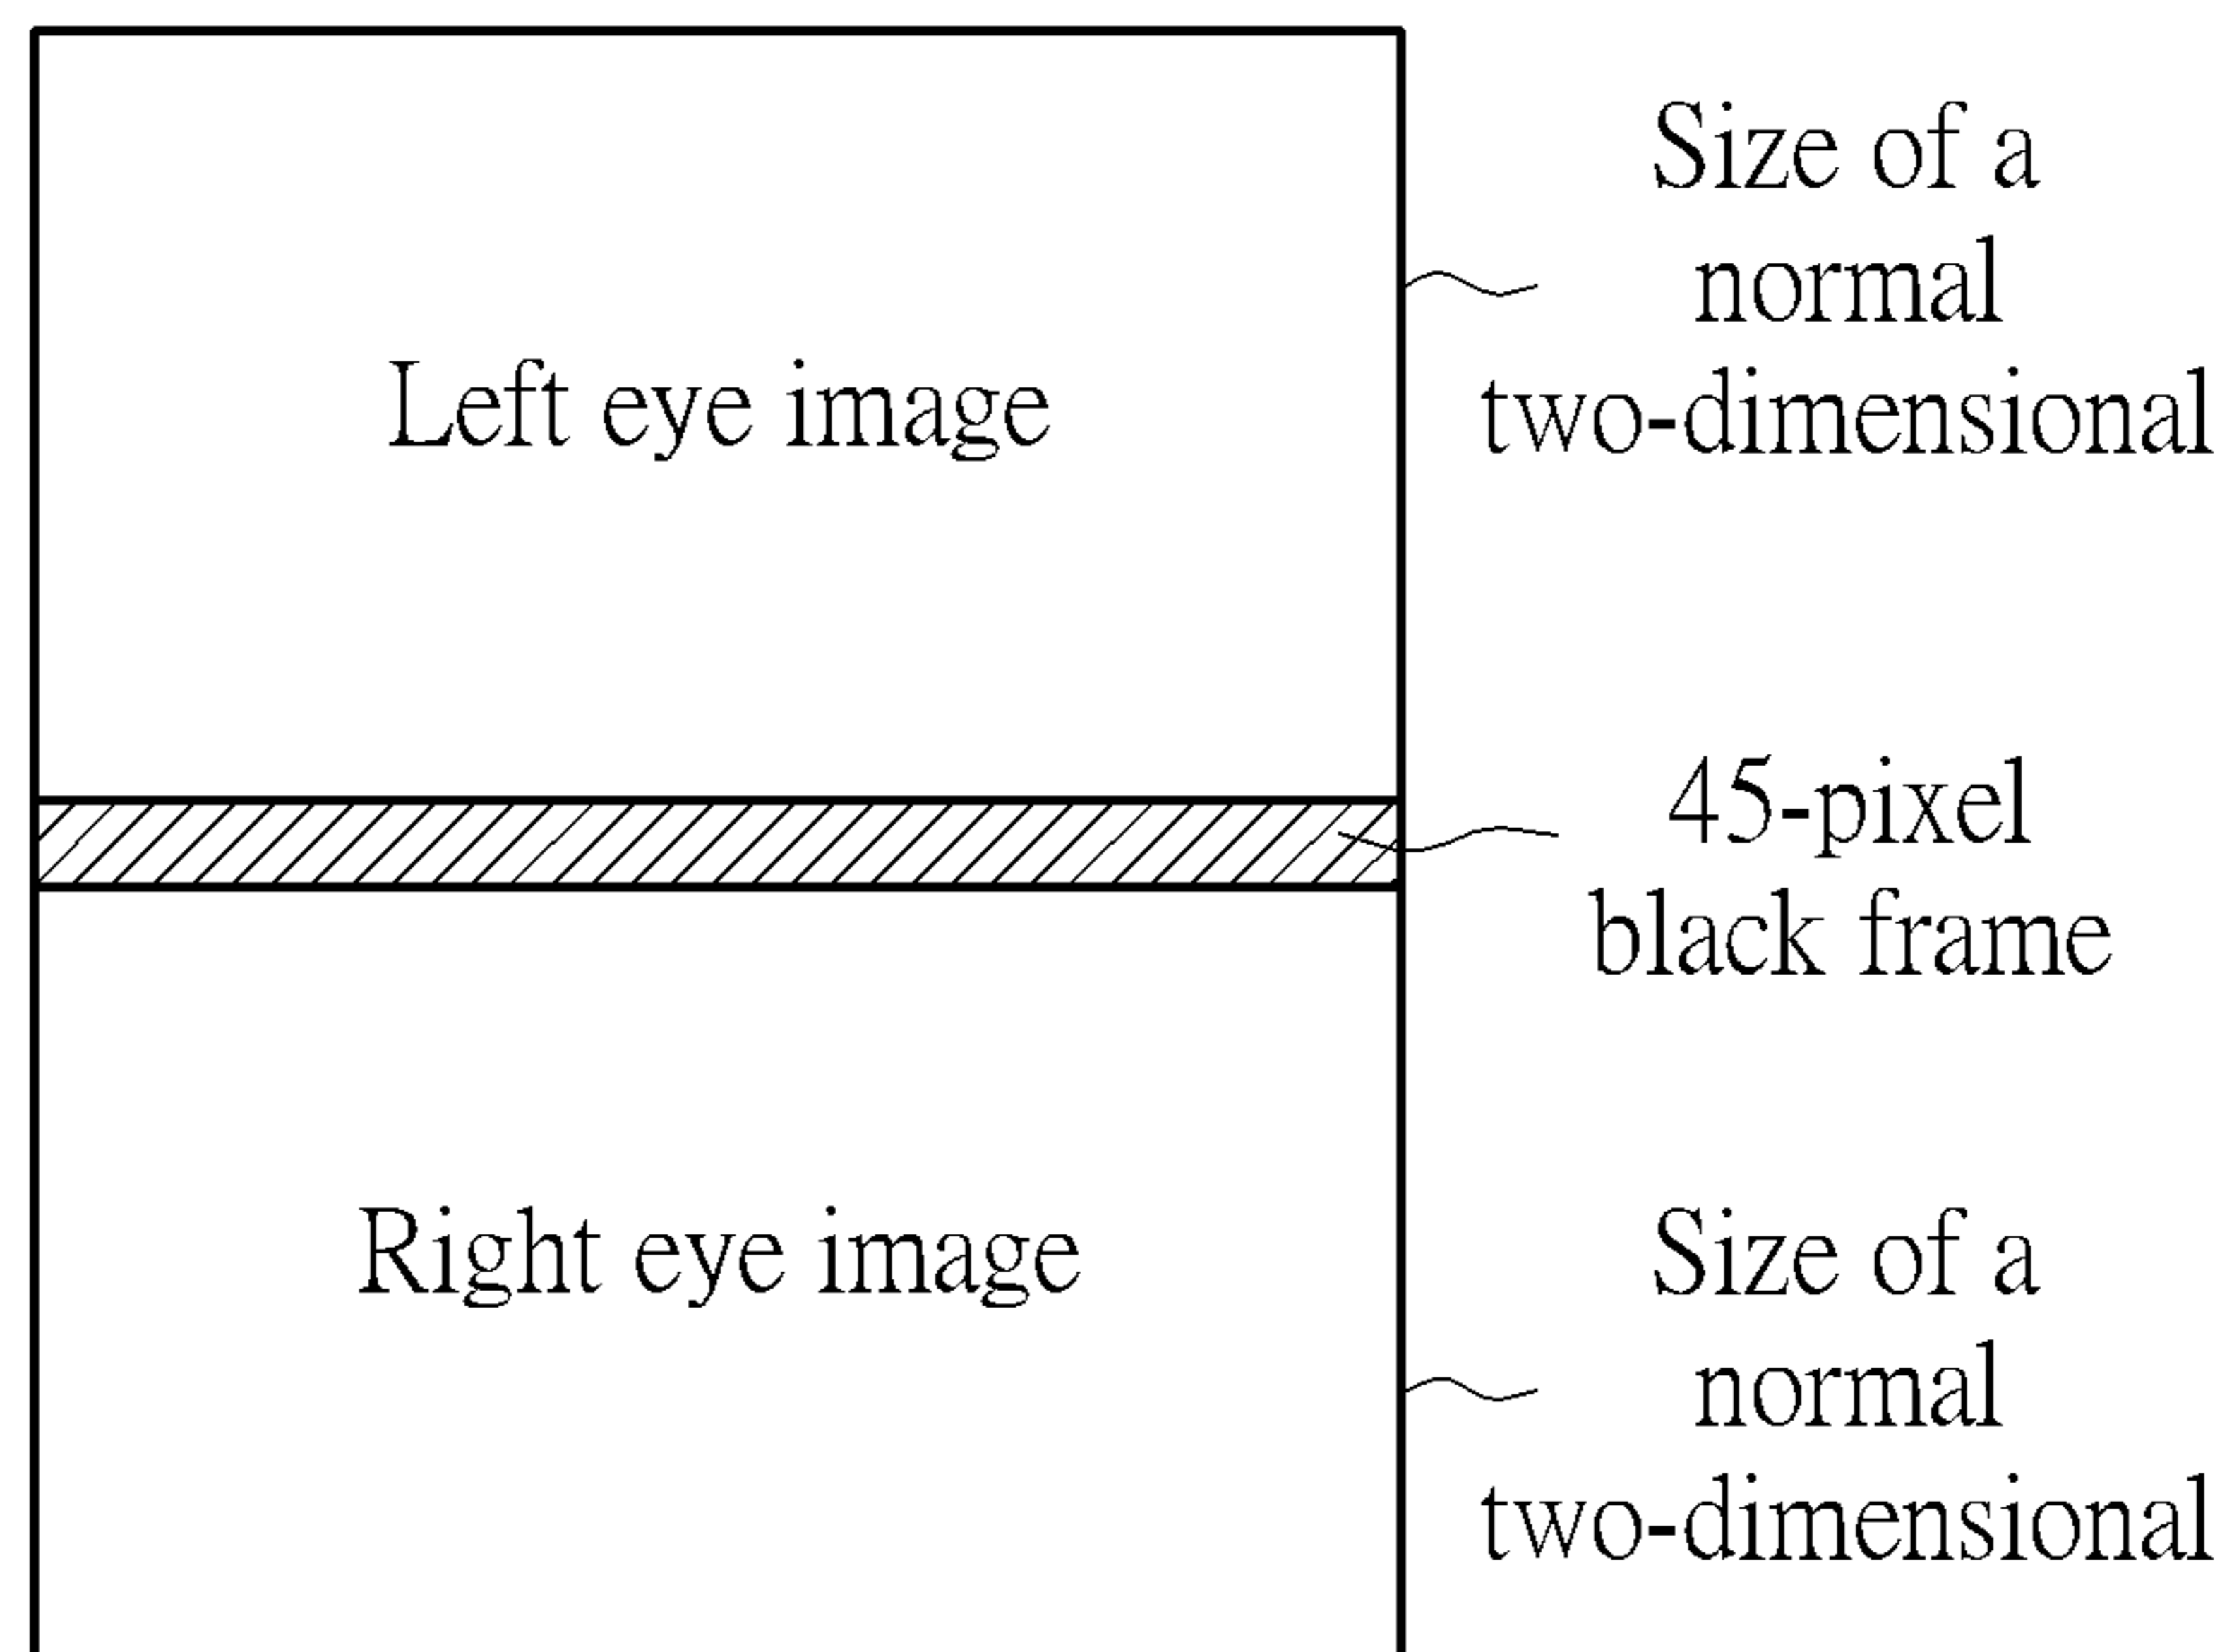 Size of a
normal
two-dimensional
Left eye image
45-pixel
black frame
Right eye image
Size of a
normal
two-dimensional